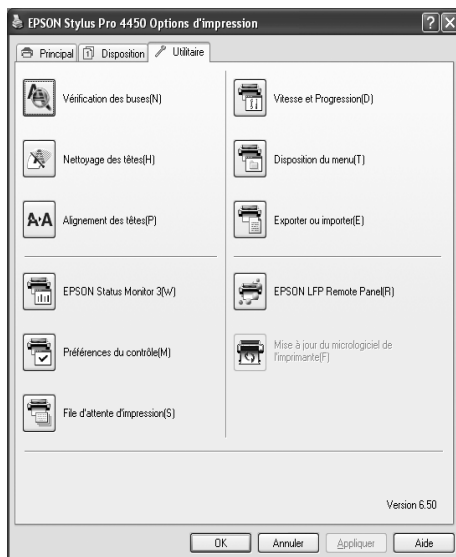 EPSON Stylus Pro 4450 Options d'impression
Principal Disposition Utilitaire
Vérification des buses(N)
Nettoyage des têtes(H)
Alignement des têtes(P)
EPSON Status Monitor 3(W)
Préférences du contrôle(M)
File d'attente d'impression(S)
Vitesse et Progression(D)
Disposition du menu(T)
Exporter ou importer(E)
EPSON LFP Remote Panel(R)
Mise à jour du micrologiciel de
l'imprimante(F)
Version 6.50
OK Annuler Appliquer Aide